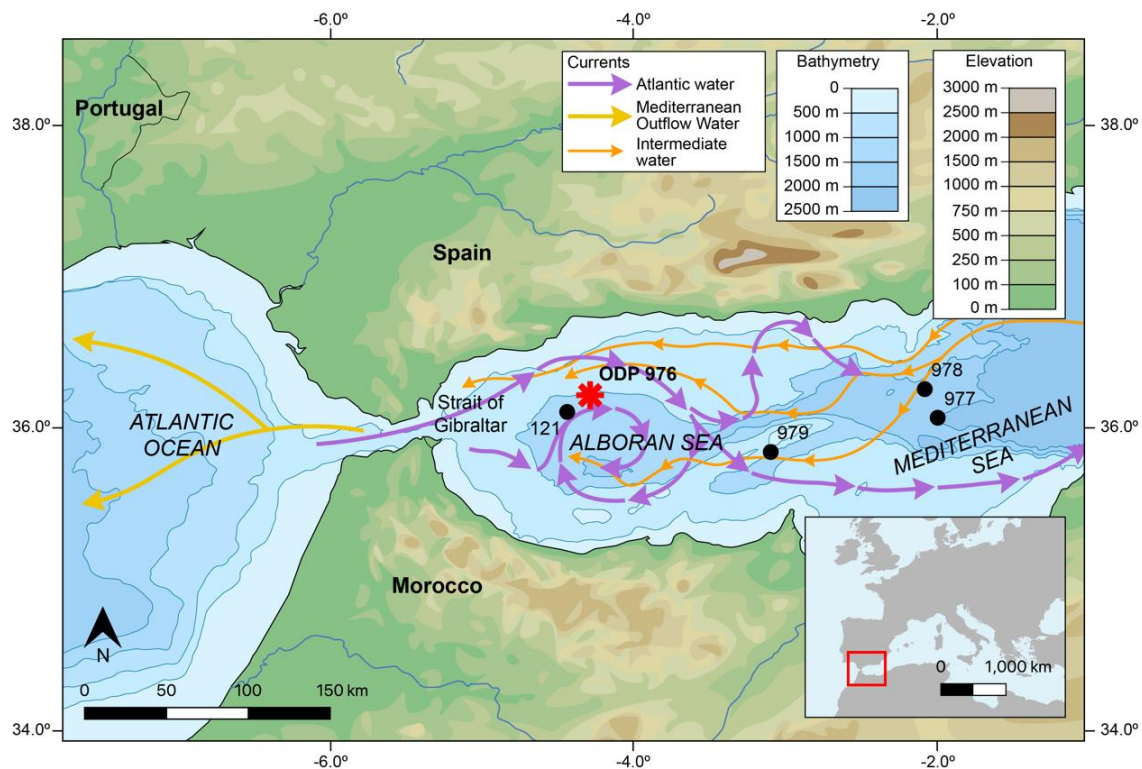 -6.0º
-4.0º
-2.0º
Currents
Atlantic water
Mediterranean
Outflow Water
Intermediate
water
Bathymetry
0
500 m
1000 m
1500 m
2000 m
2500 m
Elevation
3000 m
2500 m
2000 m
1500 m
1000 m
750 m
500 m
250 m
100 m
0 m
Portugal
38.0º
38.0º
Spain
ODP 976
978
977
Strait of
Gibraltar
121
979
36.0º
36.0º
ATLANTIC
OCEAN
ALBORAN SEA
MEDITERRANEAN
SEA
Morocco
N
0
50
100
150 km
0
1,000 km
34.0º
34.0º
-6.0º
-4.0º
-2.0º